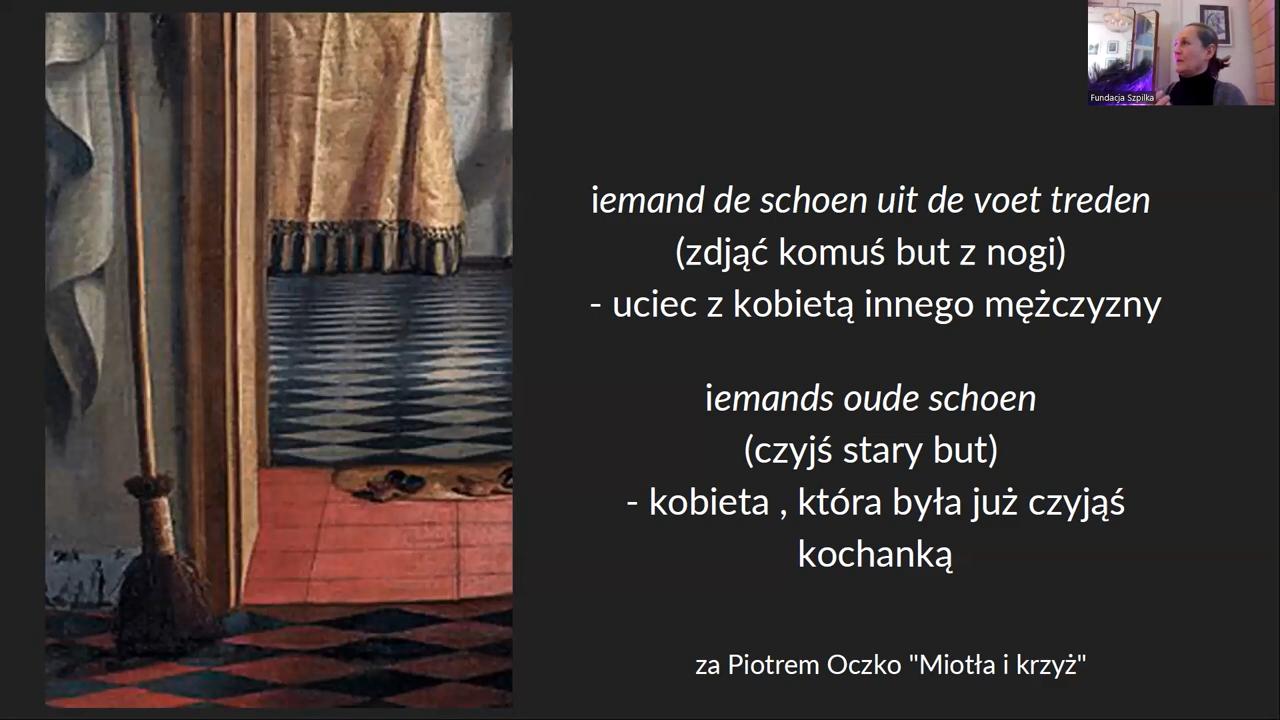 Fundacja Szpilka
iemand de schoen uit de voet treden
(zdjąć komuś but z nogi)
- uciec z kobietą innego mężczyzny
iemands oude schoen
(czyjś stary but)
- kobieta , która była już czyjąś
kochanką
za Piotrem Oczko "Miotła i krzyż"